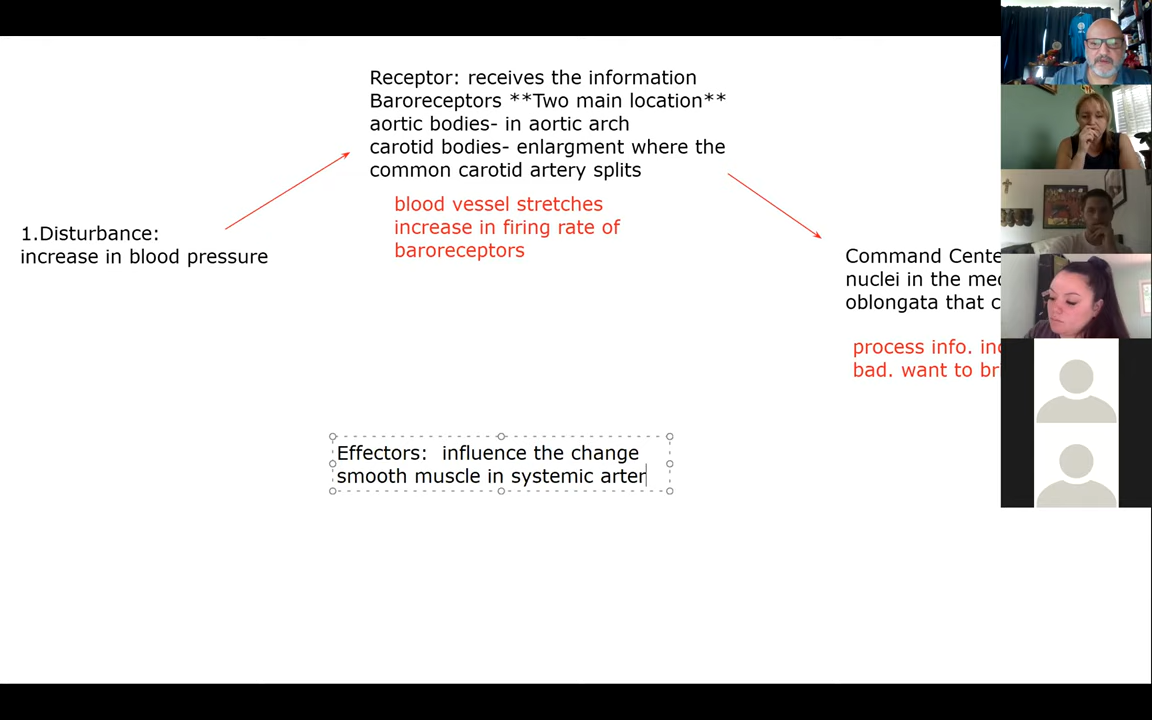 Receptor: receives the information
Baroreceptors **Two main location**
aortic bodies- in aortic arch
carotid bodies- enlargment where the
common carotid artery splits
blood vessel stretches
increase in firing rate of
baroreceptors
1.Disturbance:
increase in blood pressure
Command Cente
nuclei in the med
oblongata that c
process info. inc
bad. want to br
Effectors:  influence the change
smooth muscle in systemic arter